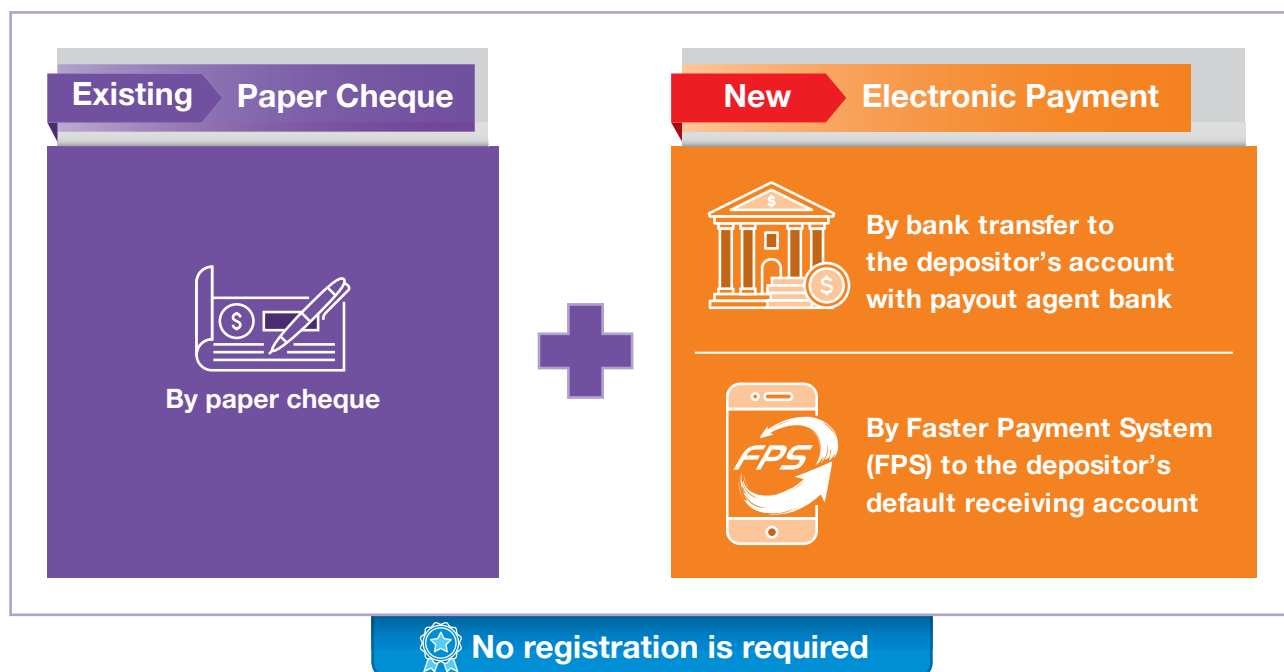 Existing Paper Cheque
$
By paper cheque
New Electronic Payment
$
$
By bank transfer to
the depositor's account
with payout agent bank
FPS
By Faster Payment System
(FPS) to the depositor's
default receiving account
No registration is required